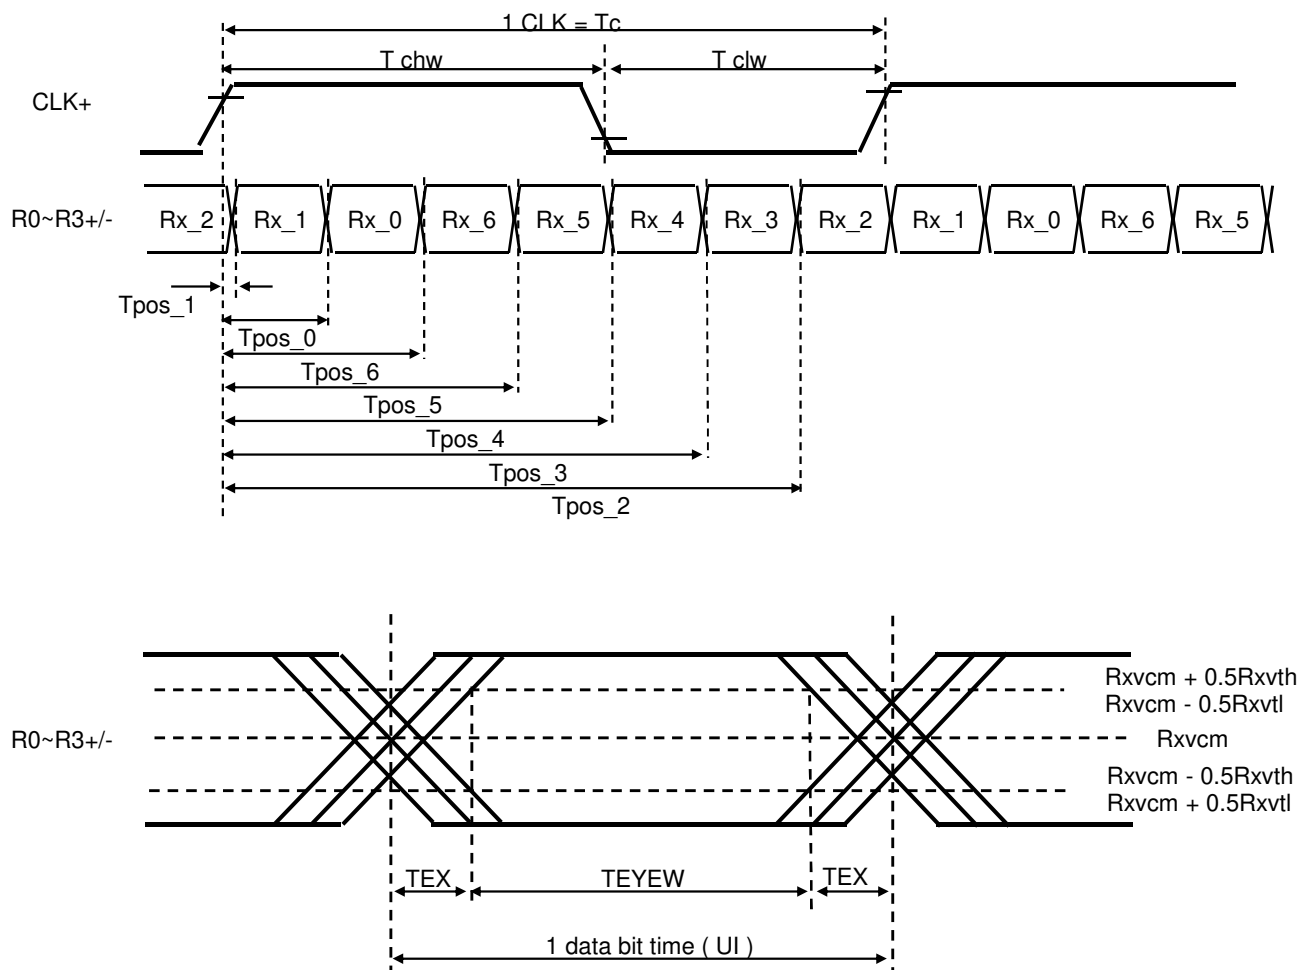 1 CLK = Tc
T chw
T clw
CLK+
R0~R3+/-
Rx_2
Rx_1
Rx_0
Rx_6
Rx_5
Rx_4
Rx_3
Rx_2
Rx_1
Rx_0
Rx_6
Rx_5
Tpos_1
Tpos_0
Tpos_6
Tpos_5
Tpos_4
Tpos_3
Tpos_2
Rxvcm + 0.5Rxvth
Rxvcm - 0.5Rxvtl
R0~R3+/-
Rxvcm
Rxvcm - 0.5Rxvth
Rxvcm + 0.5Rxvtl
TEX
TEYEW
TEX
1 data bit time ( UI )